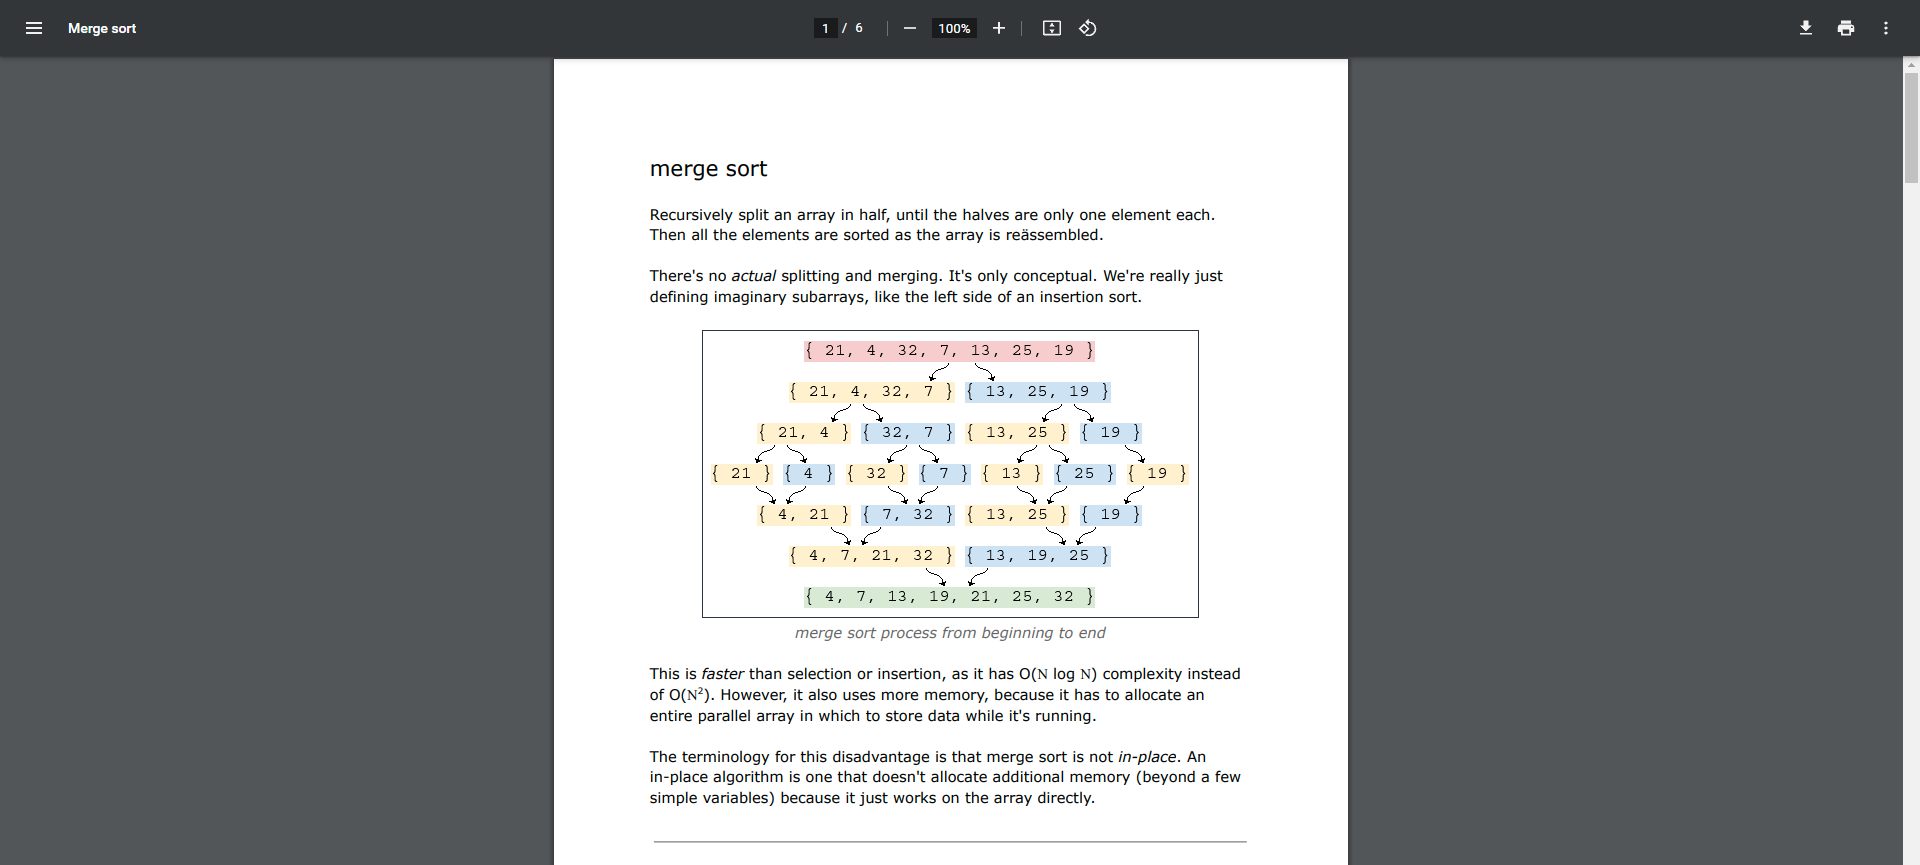 Merge sort
1 / 6
100%
merge sort
Recursively split an array in half, until the halves are only one element each.
Then all the elements are sorted as the array is reässembled.
There's no actual splitting and merging. It's only conceptual. We're really just
defining imaginary subarrays, like the left side of an insertion sort.
{ 21, 4, 32, 7, 13, 25, 19 }
{ 21, 4, 32, 7 } { 13, 25, 19 }
{ 21, 4 } { 32, 7 } { 13, 25 } { 19 }
{ 21 } { 4 } { 32 } { 7 } { 13 } { 25 } { 19 }
{ 4, 21 } { 7, 32 } { 13, 25 } { 19 }
{ 4, 7, 21, 32 } { 13, 19, 25 }
{ 4, 7, 13, 19, 21, 25, 32 }
merge sort process from beginning to end
This is faster than selection or insertion, as it has O(N log N) complexity instead
of O(N²). However, it also uses more memory, because it has to allocate an
entire parallel array in which to store data while it's running.
The terminology for this disadvantage is that merge sort is not in-place. An
in-place algorithm is one that doesn't allocate additional memory (beyond a few
simple variables) because it just works on the array directly.